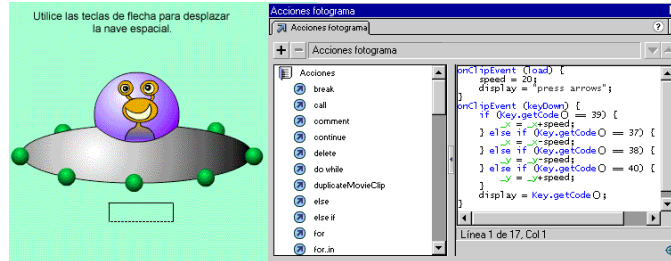 Utilice las teclas de flecha para desplazar
la nave espacial.
Acciones fotograma
Acciones fotograma
?
+ - Acciones fotograma
Acciones
break
call
comment
continue
delete
do while
duplicateMovieClip
else
else if
for
for..in
onClipEvent (load) {
speed = 20;
display = "press arrows";
}
onClipEvent (keyDown) {
if (Key.getCode() == 39) {
_x = _x+speed;
} else if (Key.getCode() == 37) {
_x = _x-speed;
} else if (Key.getCode() == 38) {
_y = _y-speed;
} else if (Key.getCode() == 40) {
_y = _y+speed;
}
display = Key.getCode();
}
Línea 1 de 17, Col 1